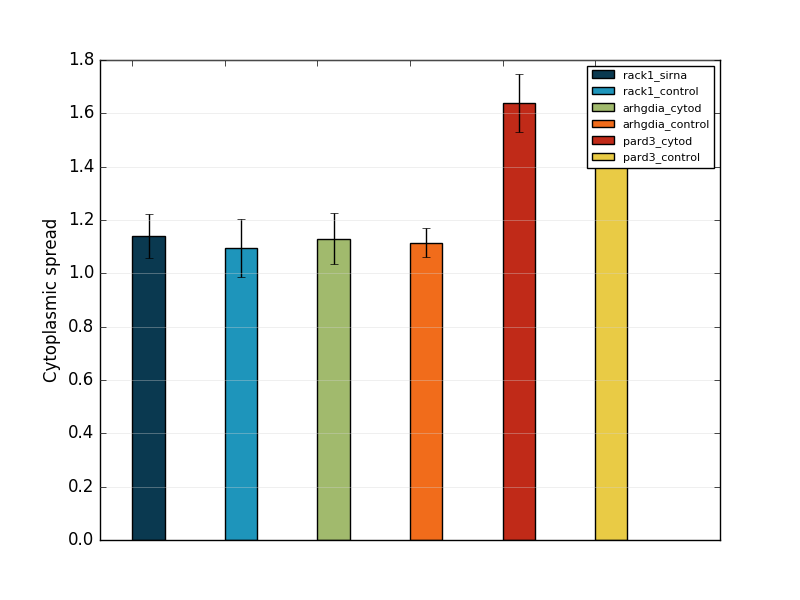 1.8
1.6
1.4
1.2
1.0
0.8
0.6
0.4
0.2
0.0
Cytoplasmic spread
rack1_sirna
rack1_control
arhgdia_cytod
arhgdia_control
pard3_cytod
pard3_control